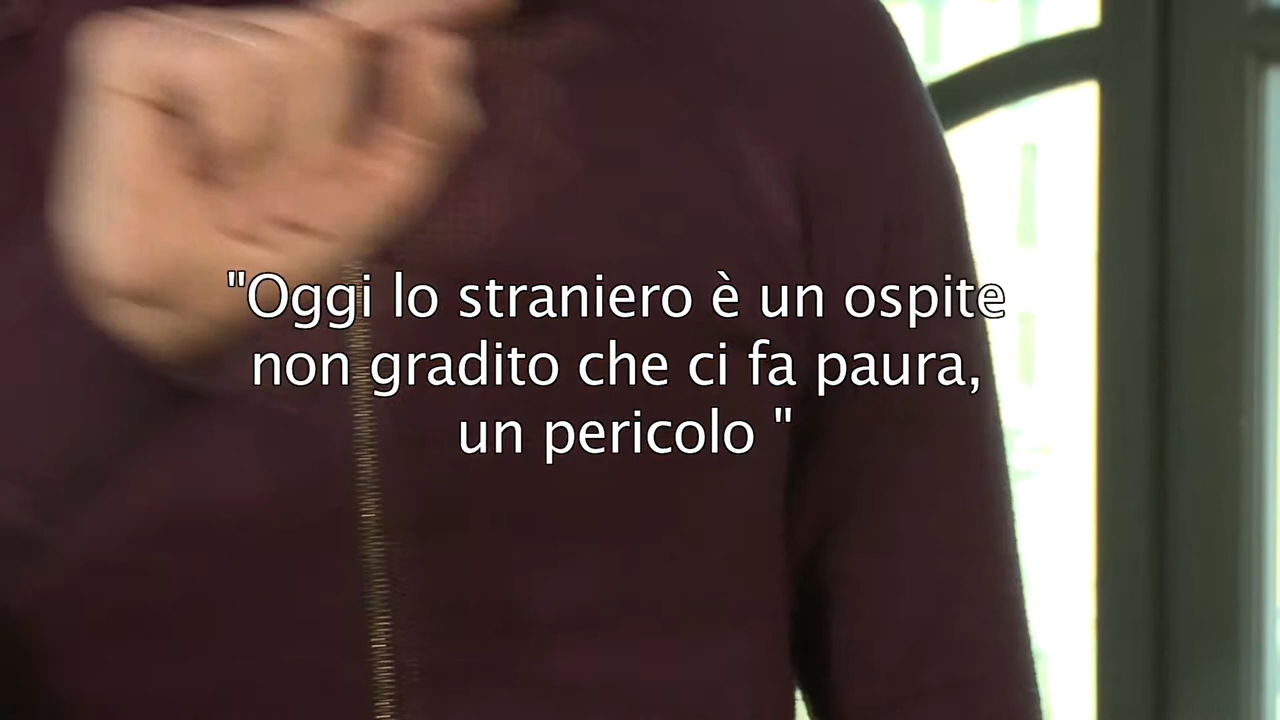 "Oggi lo straniero è un ospite
non gradito che ci fa paura,
un pericolo "